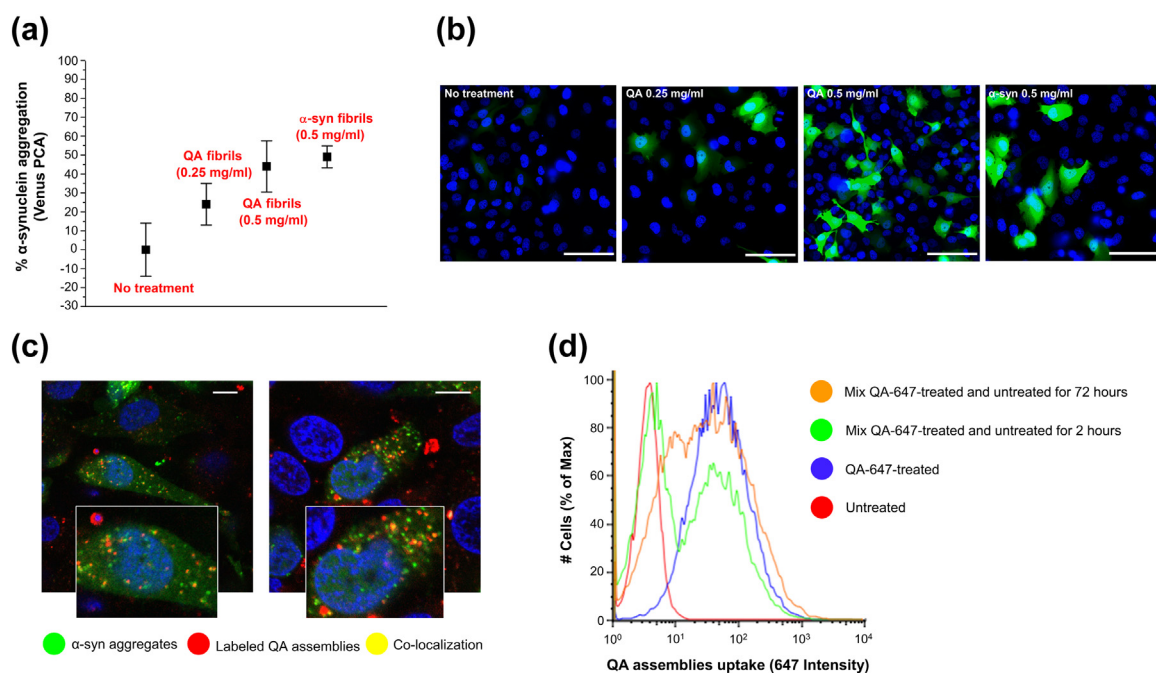 (a)
100
90
80
70
60
50
40
30
20
10
0
-10
-20
-30
% α-synuclein aggregation
(Venus PCA)
No treatment
QA fibrils
(0.25 mg/ml)
QA fibrils
(0.5 mg/ml)
α-syn fibrils
(0.5 mg/ml)
(b)
No treatment
QA 0.25 mg/ml
QA 0.5 mg/ml
α-syn 0.5 mg/ml
(c)
α-syn aggregates
Labeled QA assemblies
Co-localization
(d)
100
80
60
40
20
0
# Cells (% of Max)
10⁰
10¹
10²
10³
10⁴
QA assemblies uptake (647 Intensity)
Mix QA-647-treated and untreated for 72 hours
Mix QA-647-treated and untreated for 2 hours
QA-647-treated
Untreated